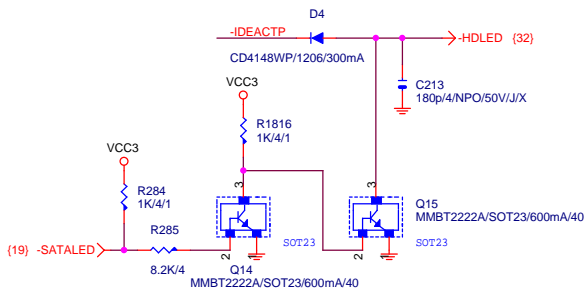 D4
-IDEACTP
-HDLED {32}
CD4148WP/1206/300mA
VCC3
C213
180p/4/NPO/50V/J/X
R1816
1K/4/1
VCC3
R284
1K/4/1
3
3
Q15
MMBT2222A/SOT23/600mA/40
R285
SOT23
SOT23
{19} -SATALED
8.2K/4
2
1
2
1
Q14
MMBT2222A/SOT23/600mA/40